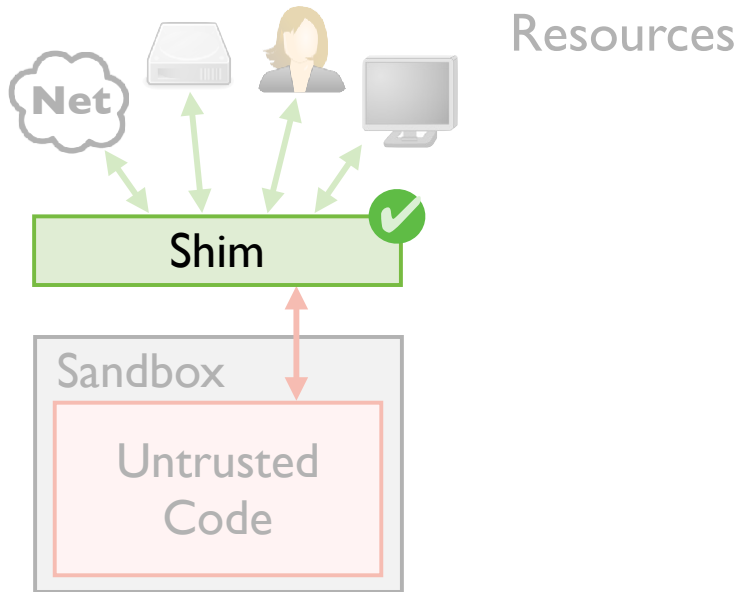 Resources
Net
Shim
Sandbox
Untrusted
Code